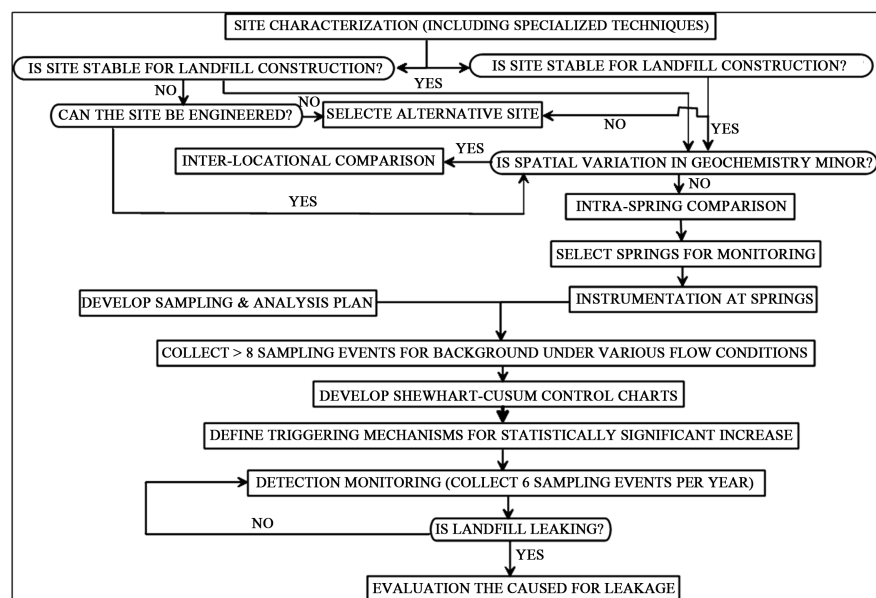 SITE CHARACTERIZATION (INCLUDING SPECIALIZED TECHNIQUES)
IS SITE STABLE FOR LANDFILL CONSTRUCTION?
YES
IS SITE STABLE FOR LANDFILL CONSTRUCTION?
NO
CAN THE SITE BE ENGINEERED?
NO
SELECTE ALTERNATIVE SITE
NO
YES
INTER-LOCATIONAL COMPARISON
YES
IS SPATIAL VARIATION IN GEOCHEMISTRY MINOR?
NO
YES
INTRA-SPRING COMPARISON
SELECT SPRINGS FOR MONITORING
DEVELOP SAMPLING & ANALYSIS PLAN
INSTRUMENTATION AT SPRINGS
COLLECT > 8 SAMPLING EVENTS FOR BACKGROUND UNDER VARIOUS FLOW CONDITIONS
DEVELOP SHEWHART-CUSUM CONTROL CHARTS
DEFINE TRIGGERING MECHANISMS FOR STATISTICALLY SIGNIFICANT INCREASE
DETECTION MONITORING (COLLECT 6 SAMPLING EVENTS PER YEAR)
NO
IS LANDFILL LEAKING?
YES
EVALUATION THE CAUSED FOR LEAKAGE